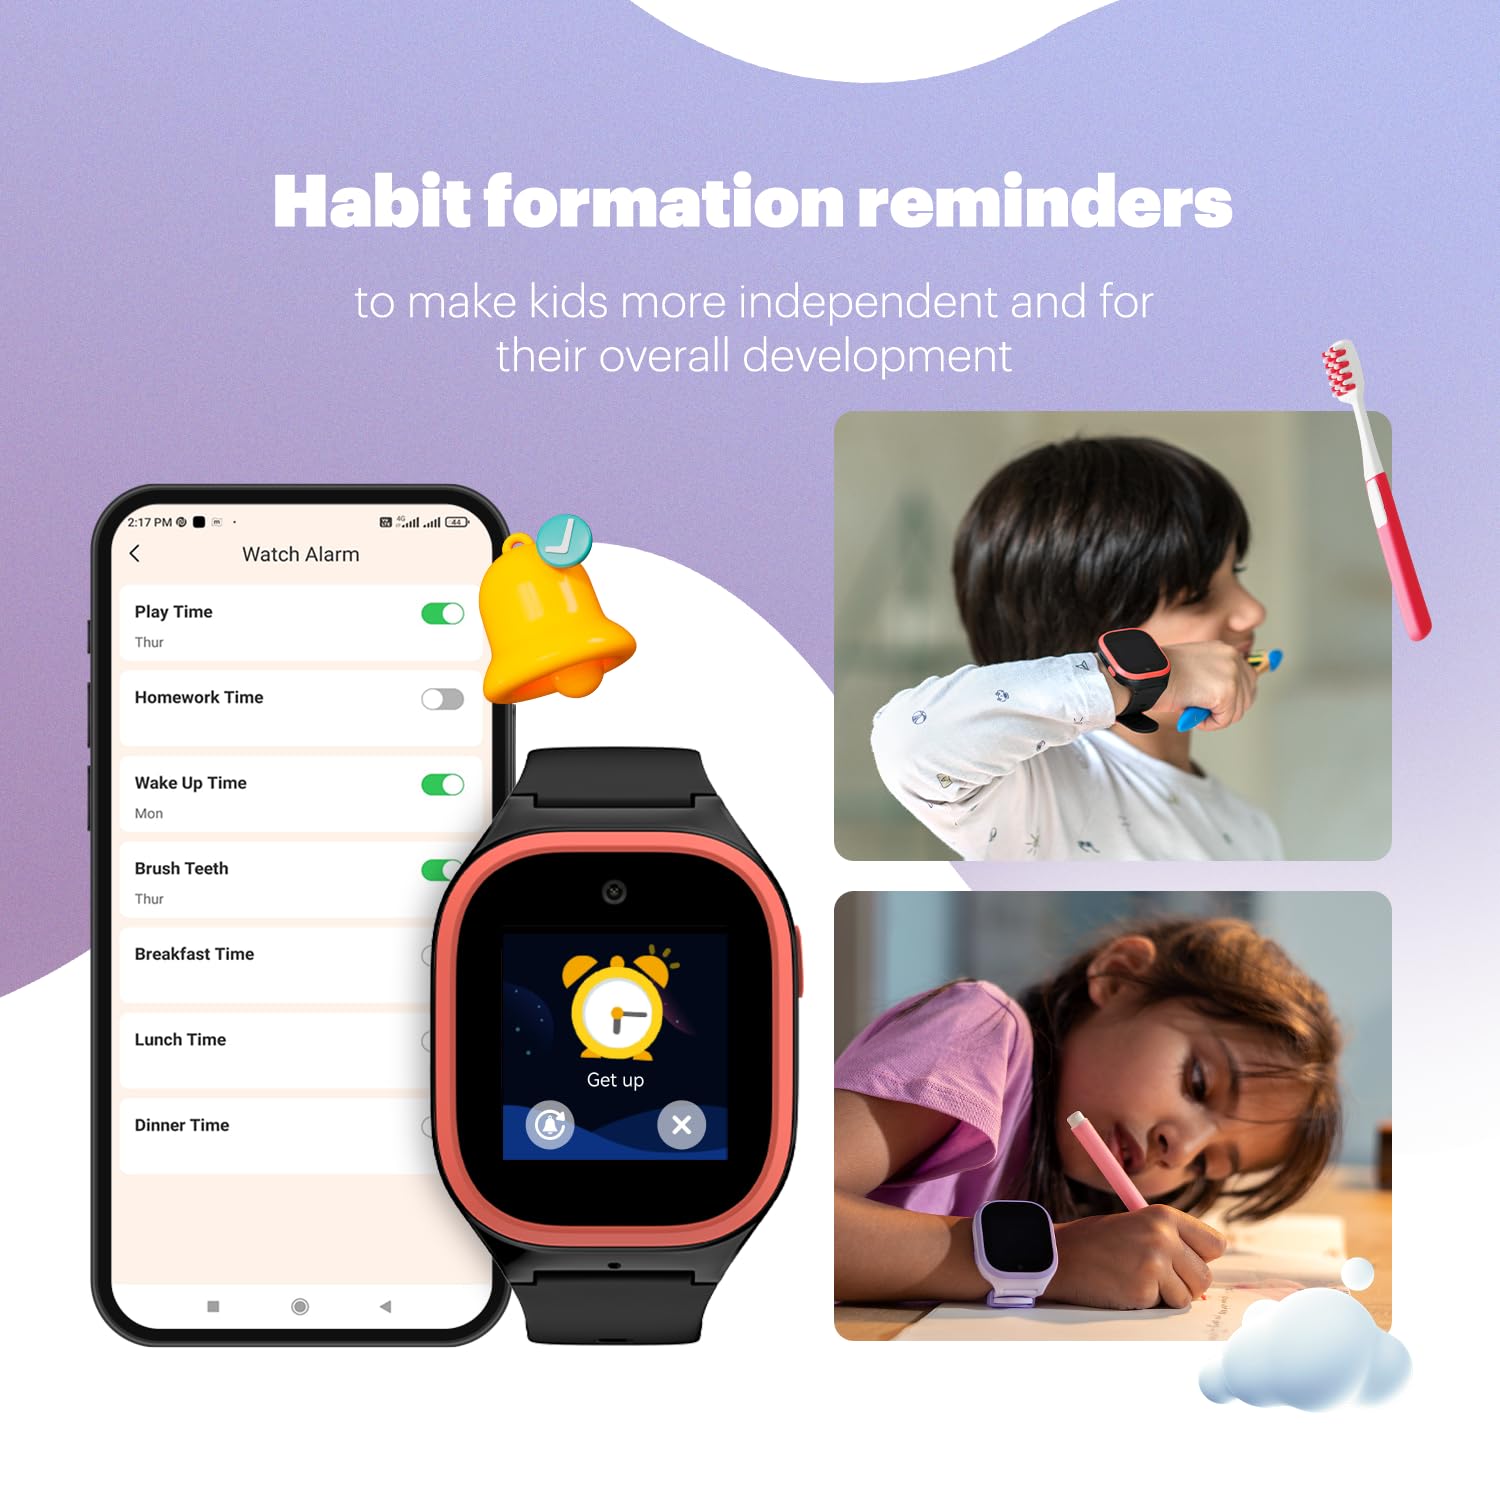 Habit formation reminders
to make kids more independent and for
their overall development
2:17 PM
4G
44
Watch Alarm
Play Time
Thur
Homework Time
Wake Up Time
Mon
Brush Teeth
Thur
Breakfast Time
Lunch Time
Dinner Time
Get up